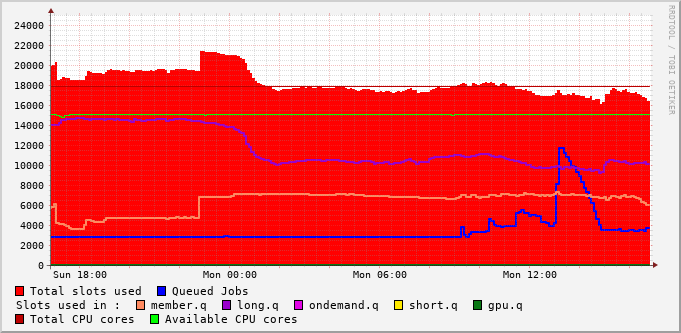 24000
22000
20000
18000
16000
14000
12000
10000
8000
6000
4000
2000
0
Sun 18:00 Mon 00:00 Mon 06:00 Mon 12:00
RRDTOOL / TOBI OETIKER
Total slots used Queued Jobs
Slots used in : member.q long.q ondemand.q short.q gpu.q
Total CPU cores Available CPU cores